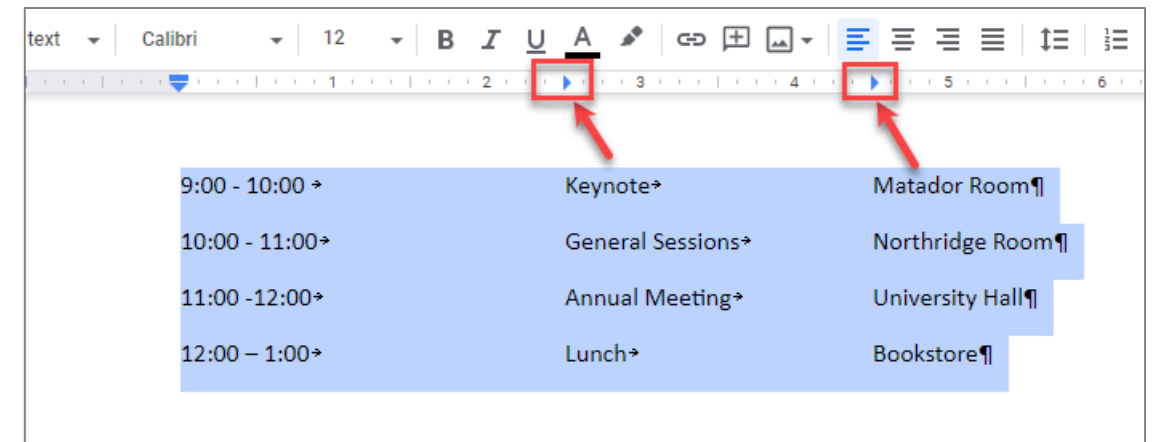 text Calibri 12 B I U A
1 2 3 4 5 6
9:00 - 10:00 → Keynote→ Matador Room¶
10:00 - 11:00→ General Sessions→ Northridge Room¶
11:00 -12:00→ Annual Meeting→ University Hall¶
12:00 – 1:00→ Lunch→ Bookstore¶